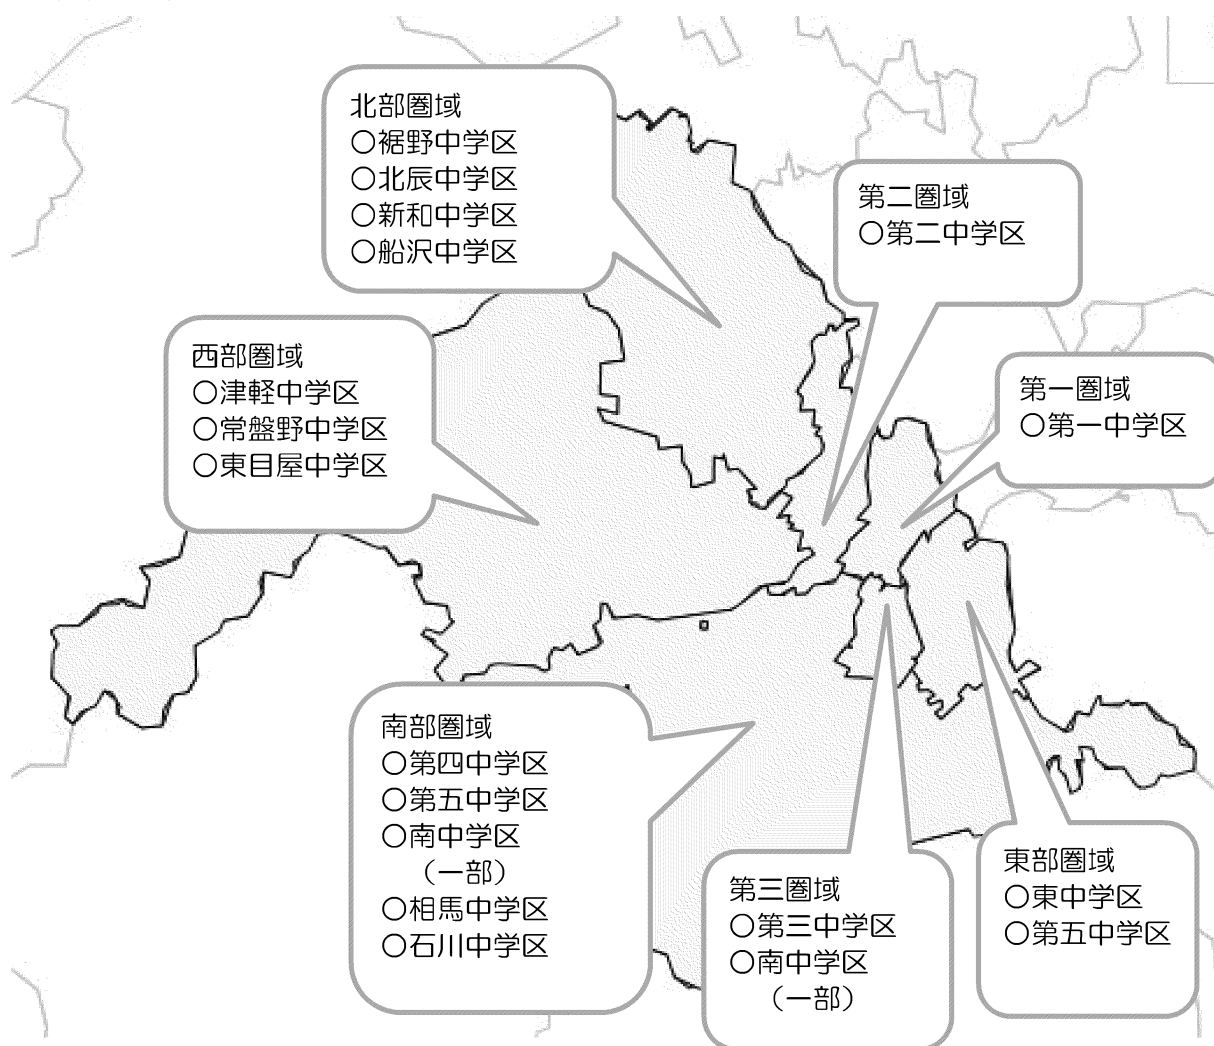 北部圏域
○裾野中学区
○北辰中学区
○新和中学区
○船沢中学区
第二圏域
○第二中学区
西部圏域
○津軽中学区
○常盤野中学区
○東目屋中学区
第一圏域
○第一中学区
南部圏域
○第四中学区
○第五中学区
○南中学区
（一部）
○相馬中学区
○石川中学区
第三圏域
○第三中学区
○南中学区
（一部）
東部圏域
○東中学区
○第五中学区